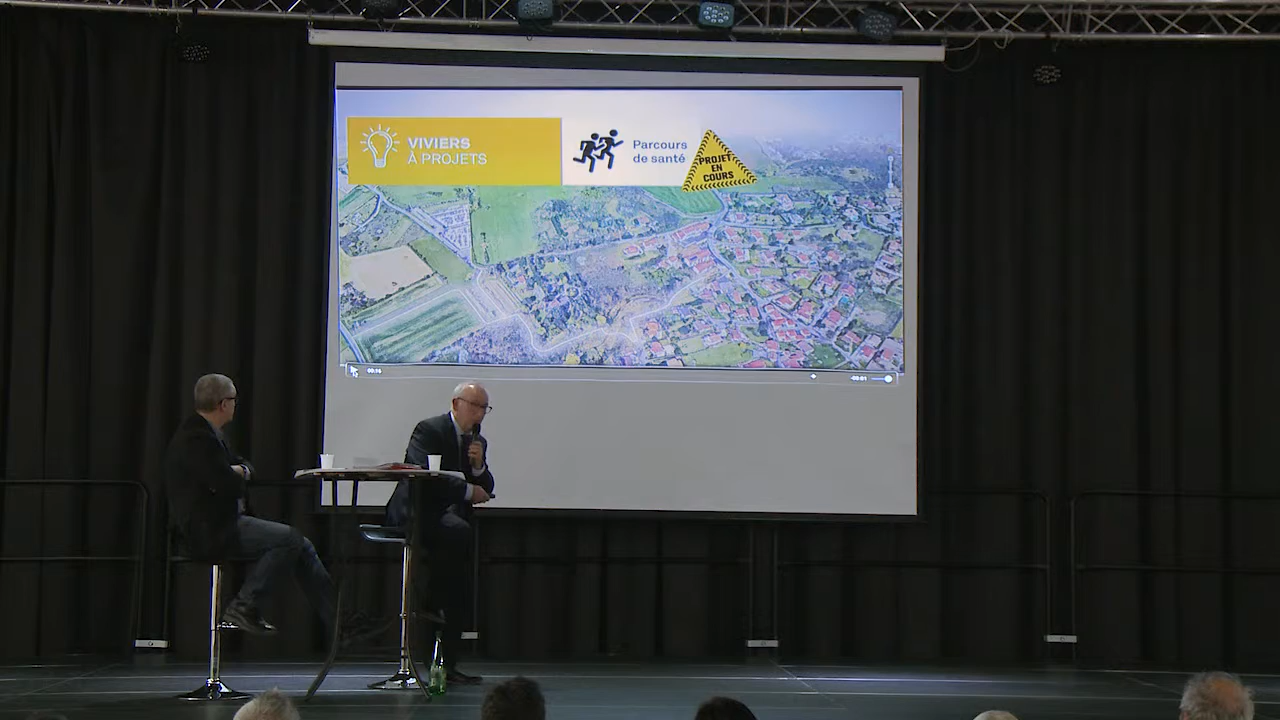 VIVIERS
À PROJETS
Parcours
de santé
PROJET
EN
COURS